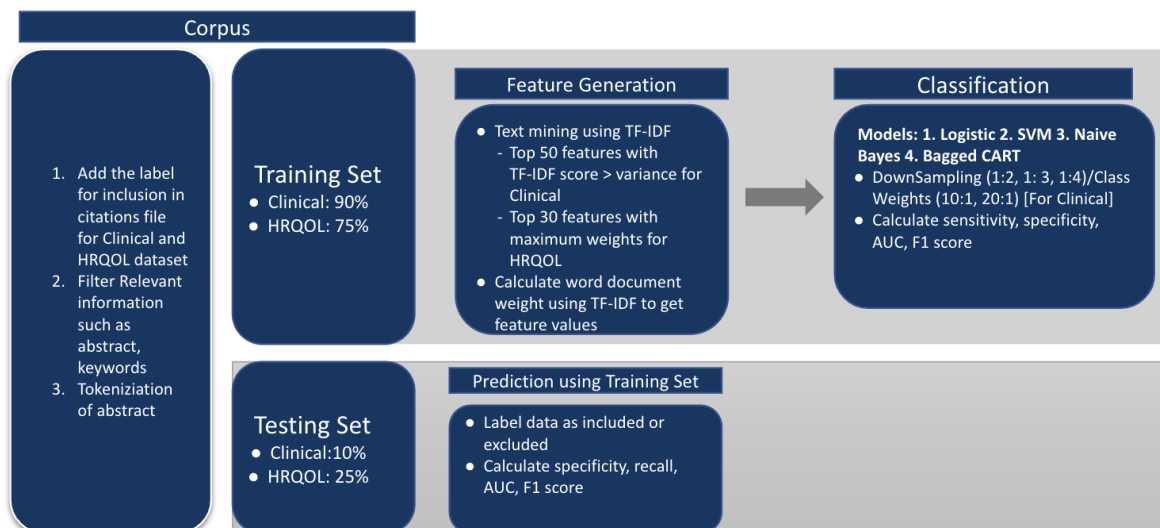 Corpus
1. Add the label
for inclusion in
citations file
for Clinical and
HRQOL dataset
2. Filter Relevant
information
such as
abstract,
keywords
3. Tokeniziation
of abstract
Training Set
● Clinical: 90%
● HRQOL: 75%
Feature Generation
● Text mining using TF-IDF
- Top 50 features with
TF-IDF score > variance for
Clinical
- Top 30 features with
maximum weights for
HRQOL
● Calculate word document
weight using TF-IDF to get
feature values
Classification
Models: 1. Logistic 2. SVM 3. Naive
Bayes 4. Bagged CART
● DownSampling (1:2, 1: 3, 1:4)/Class
Weights (10:1, 20:1) [For Clinical]
● Calculate sensitivity, specificity,
AUC, F1 score
Testing Set
● Clinical:10%
● HRQOL: 25%
Prediction using Training Set
● Label data as included or
excluded
● Calculate specificity, recall,
AUC, F1 score